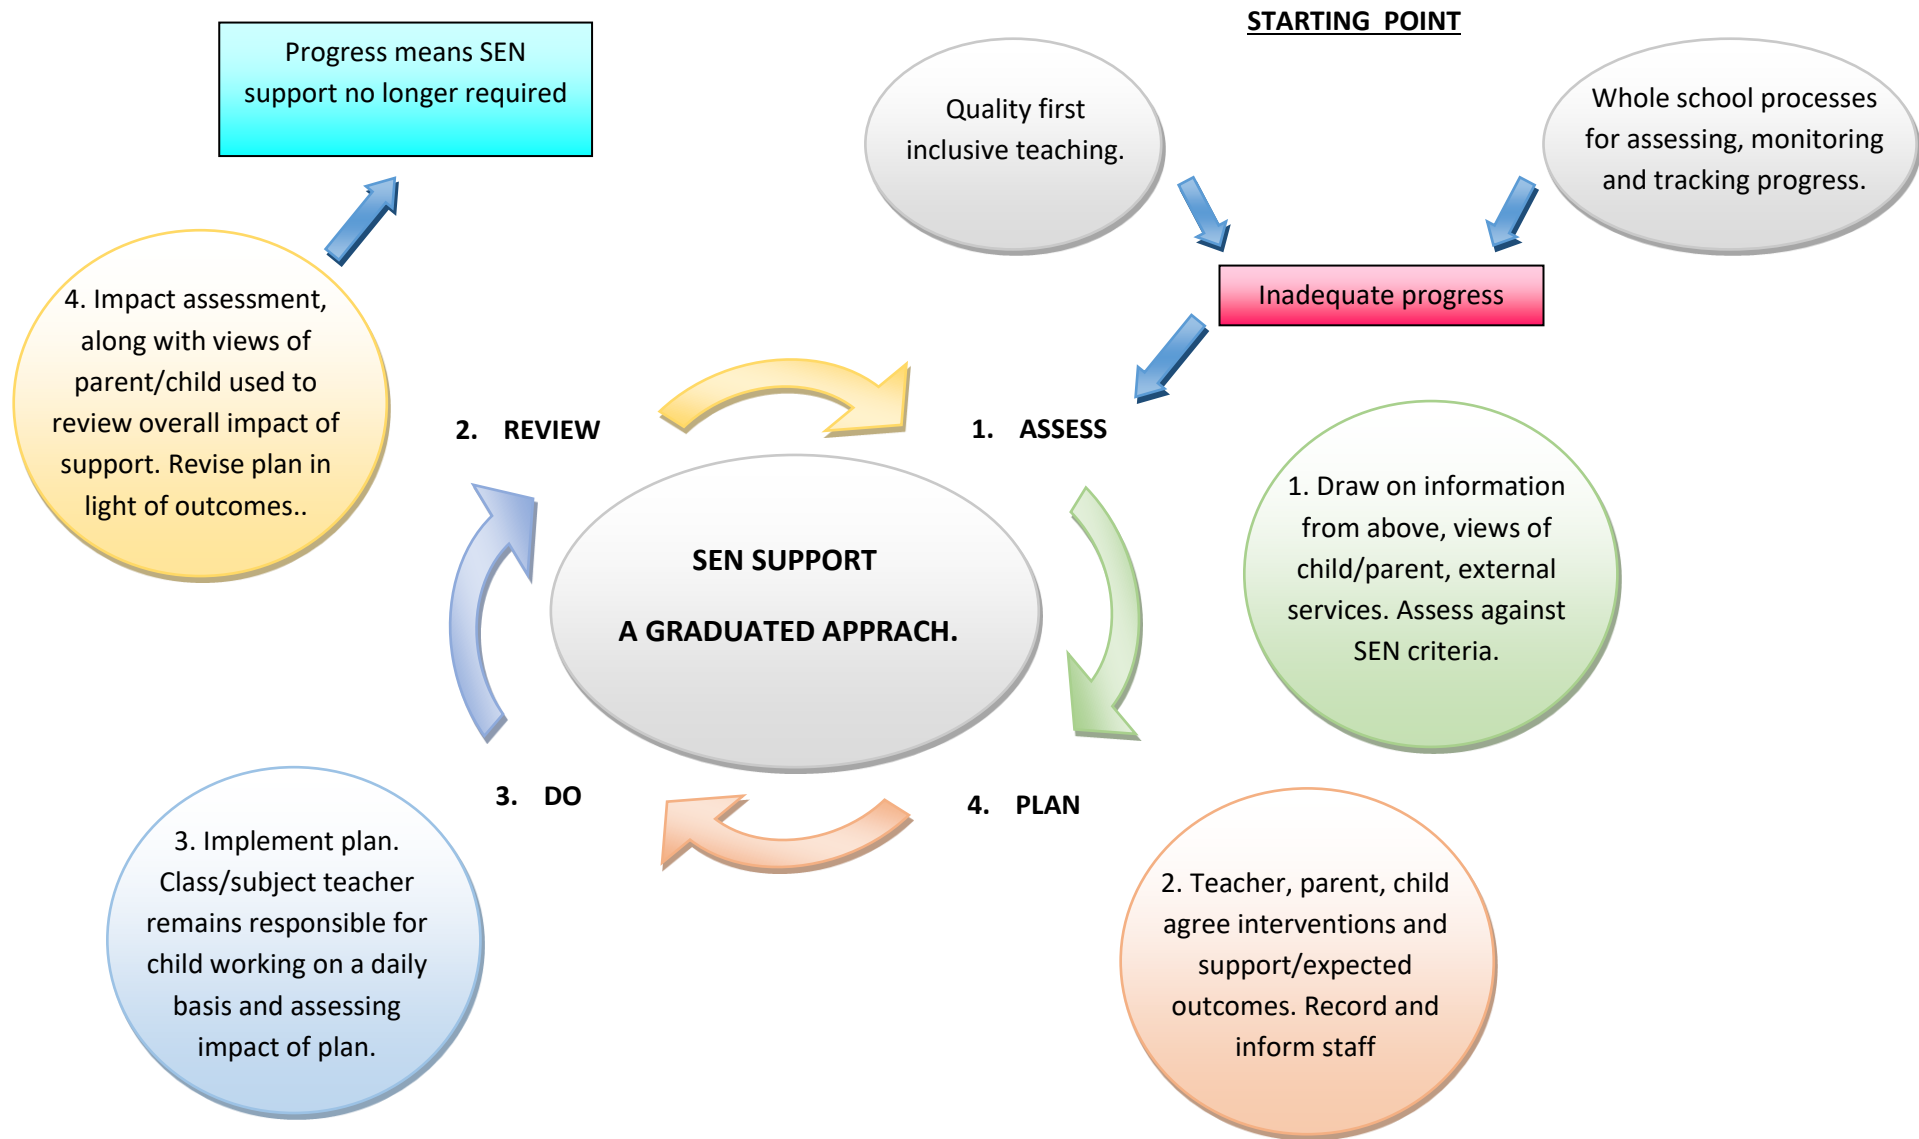 STARTING POINT
Progress means SEN
support no longer required
Quality first
inclusive teaching.
Whole school processes
for assessing, monitoring
and tracking progress.
Inadequate progress
4. Impact assessment,
along with views of
parent/child used to
review overall impact of
support. Revise plan in
light of outcomes..
2. REVIEW
1. ASSESS
1. Draw on information
from above, views of
child/parent, external
services. Assess against
SEN criteria.
SEN SUPPORT
A GRADUATED APPRACH.
3. DO
4. PLAN
3. Implement plan.
Class/subject teacher
remains responsible for
child working on a daily
basis and assessing
impact of plan.
2. Teacher, parent, child
agree interventions and
support/expected
outcomes. Record and
inform staff